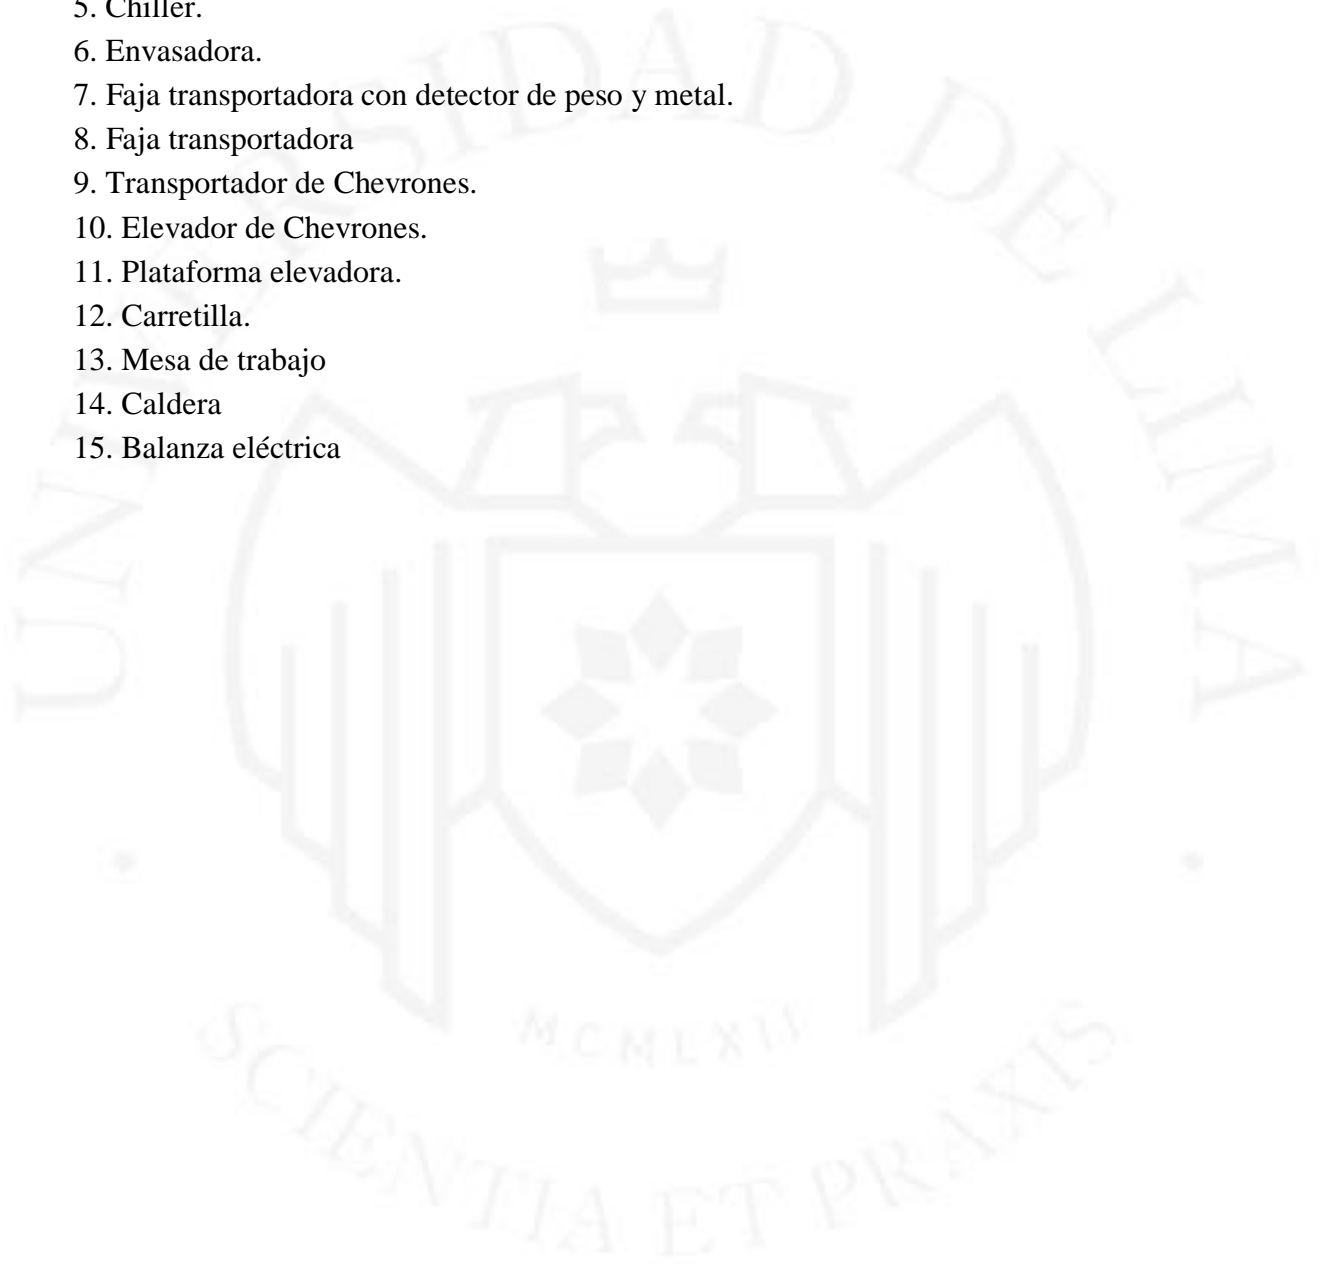 5. Chiller.
6. Envasadora.
7. Faja transportadora con detector de peso y metal.
8. Faja transportadora
9. Transportador de Chevrones.
10. Elevador de Chevrones.
11. Plataforma elevadora.
12. Carretilla.
13. Mesa de trabajo
14. Caldera
15. Balanza eléctrica
UNIVERSIDAD DE LIMA
MCMLXII
SCIENTIA ET PRAXIS